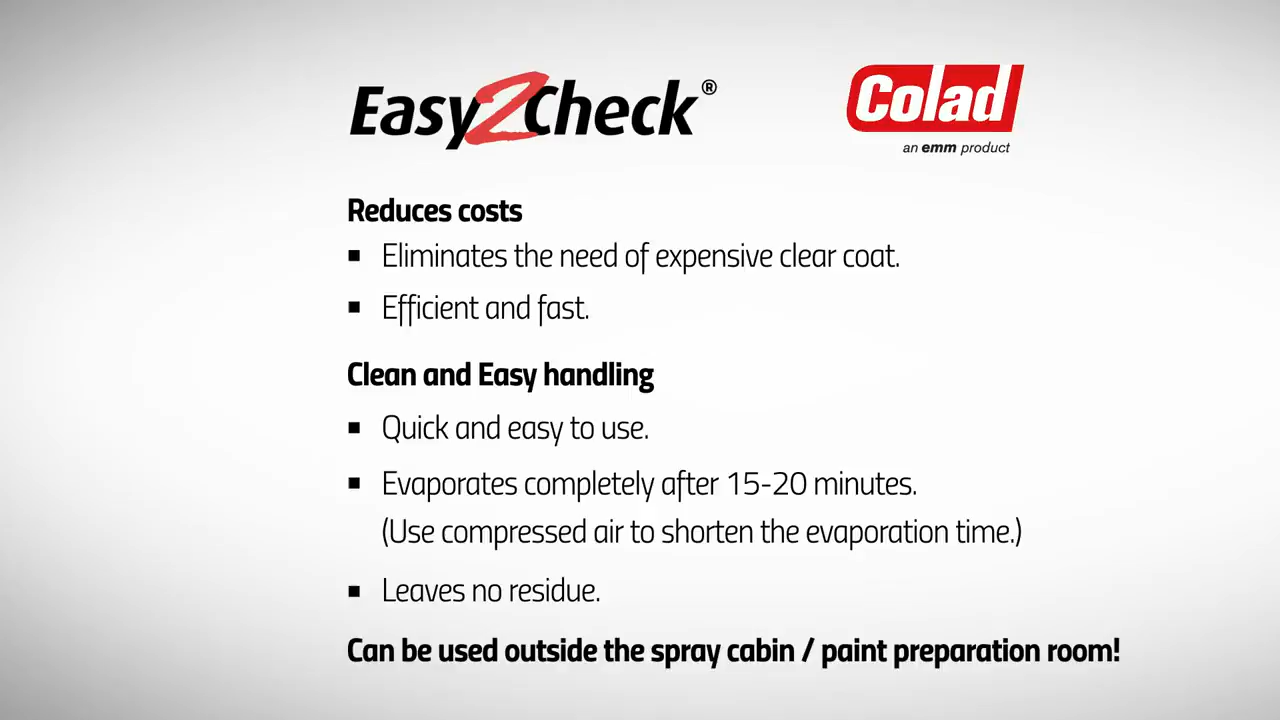 Easy2Check®
Colad
an emm product
Reduces costs
▪ Eliminates the need of expensive clear coat.
▪ Efficient and fast.
Clean and Easy handling
▪ Quick and easy to use.
▪ Evaporates completely after 15-20 minutes.
(Use compressed air to shorten the evaporation time.)
▪ Leaves no residue.
Can be used outside the spray cabin / paint preparation room!